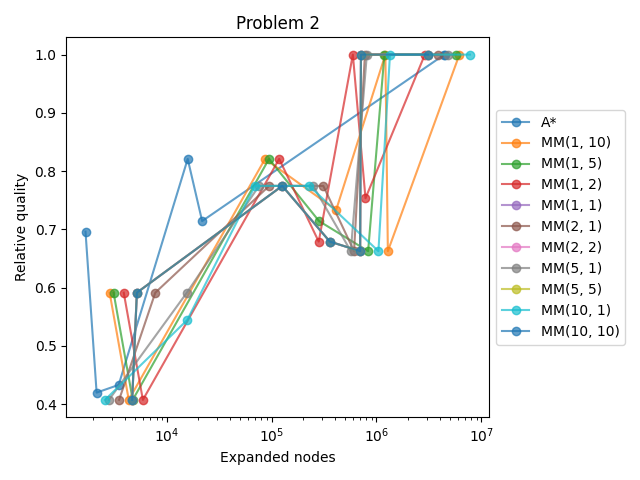 Problem 2
Relative quality
1.0
0.9
0.8
0.7
0.6
0.5
0.4
10^4
10^5
10^6
10^7
Expanded nodes
A*
MM(1, 10)
MM(1, 5)
MM(1, 2)
MM(1, 1)
MM(2, 1)
MM(2, 2)
MM(5, 1)
MM(5, 5)
MM(10, 1)
MM(10, 10)